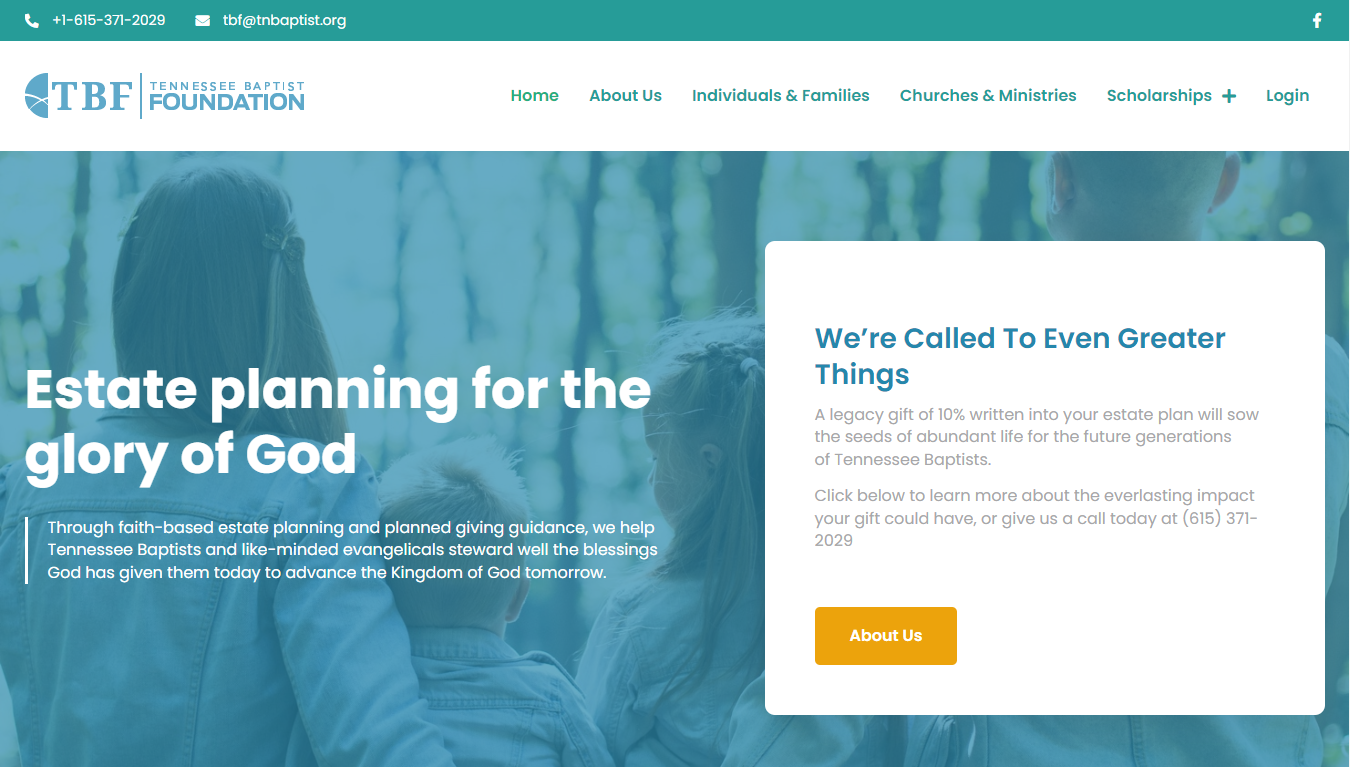 +1-615-371-2029 tbf@tnbaptist.org
TBF TENNESSEE BAPTIST
FOUNDATION
Home About Us Individuals & Families Churches & Ministries Scholarships + Login
Estate planning for the
glory of God
Through faith-based estate planning and planned giving guidance, we help
Tennessee Baptists and like-minded evangelicals steward well the blessings
God has given them today to advance the Kingdom of God tomorrow.
We’re Called To Even Greater
Things
A legacy gift of 10% written into your estate plan will sow
the seeds of abundant life for the future generations
of Tennessee Baptists.
Click below to learn more about the everlasting impact
your gift could have, or give us a call today at (615) 371-
2029
About Us